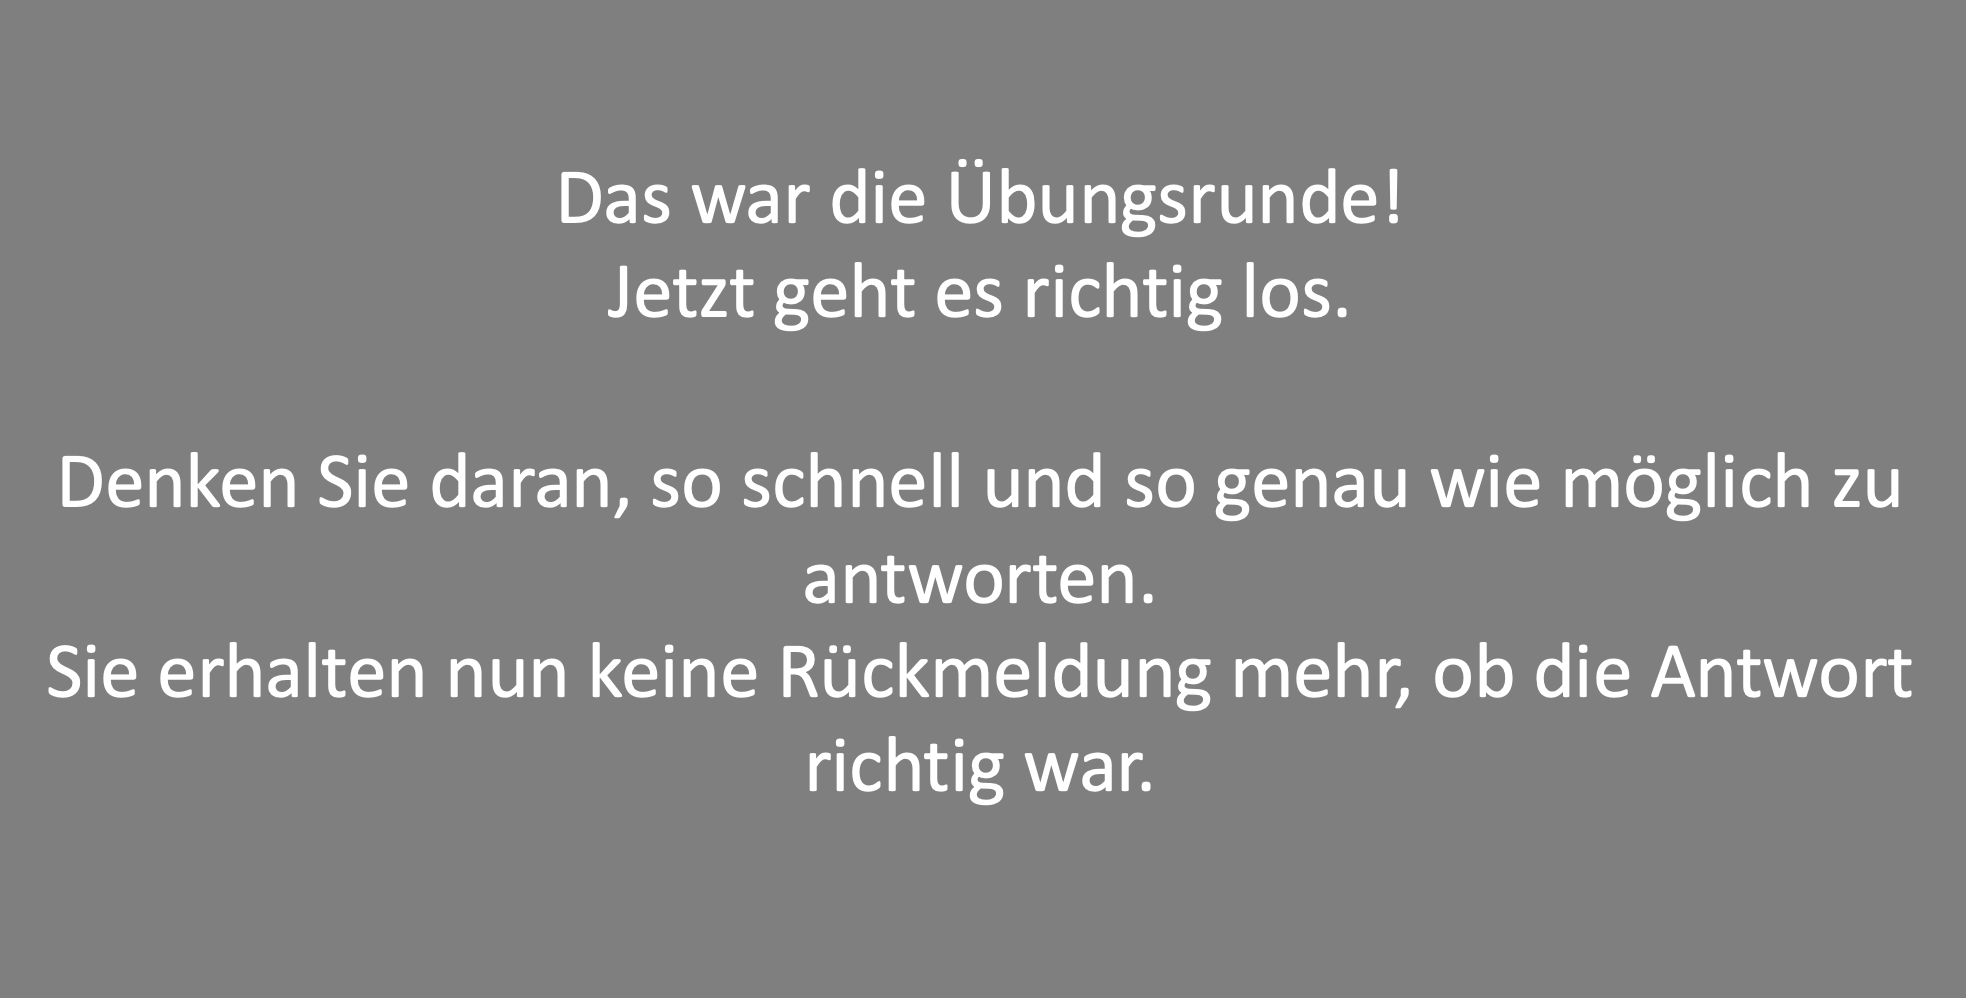 Das war die Übungsrunde!
Jetzt geht es richtig los.
Denken Sie daran, so schnell und so genau wie möglich zu
antworten.
Sie erhalten nun keine Rückmeldung mehr, ob die Antwort
richtig war.